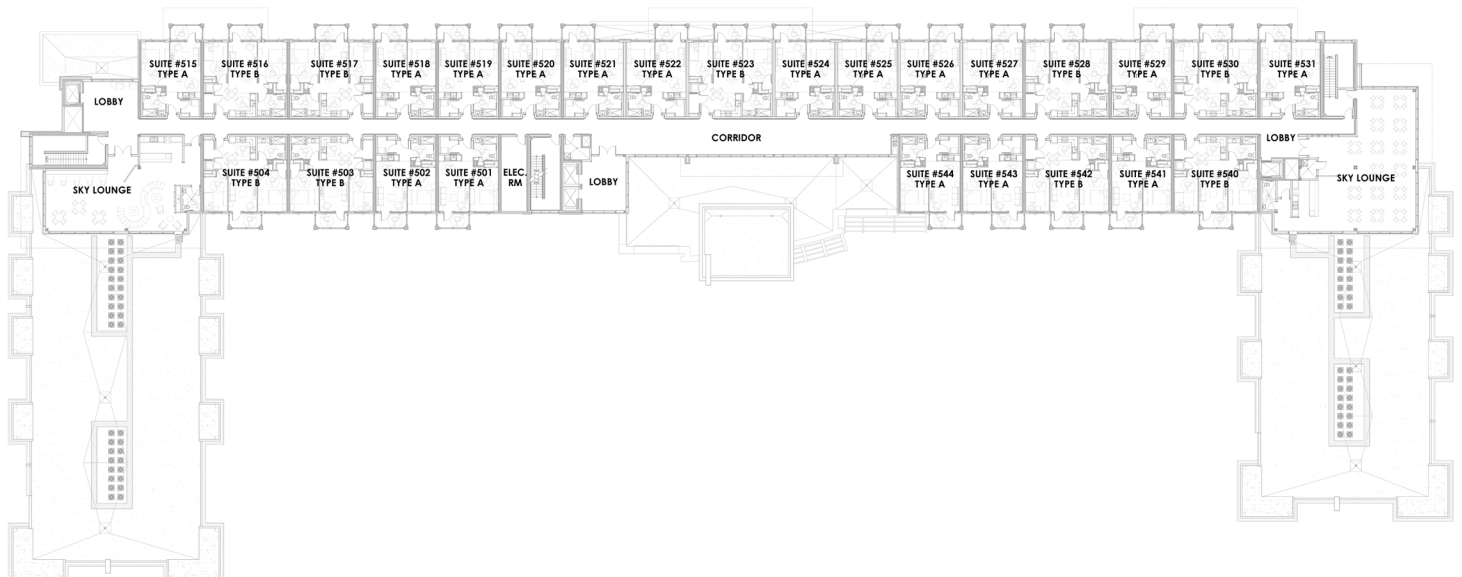 SUITE #515
TYPE A
SUITE #516
TYPE B
SUITE #517
TYPE B
SUITE #518
TYPE A
SUITE #519
TYPE A
SUITE #520
TYPE A
SUITE #521
TYPE A
SUITE #522
TYPE A
SUITE #523
TYPE B
SUITE #524
TYPE A
SUITE #525
TYPE A
SUITE #526
TYPE A
SUITE #527
TYPE A
SUITE #528
TYPE B
SUITE #529
TYPE A
SUITE #530
TYPE B
SUITE #531
TYPE A
LOBBY
CORRIDOR
LOBBY
SKY LOUNGE
SUITE #504
TYPE B
SUITE #503
TYPE B
SUITE #502
TYPE A
SUITE #501
TYPE A
ELEC.
RM
LOBBY
SUITE #544
TYPE A
SUITE #543
TYPE A
SUITE #542
TYPE B
SUITE #541
TYPE A
SUITE #540
TYPE B
SKY LOUNGE